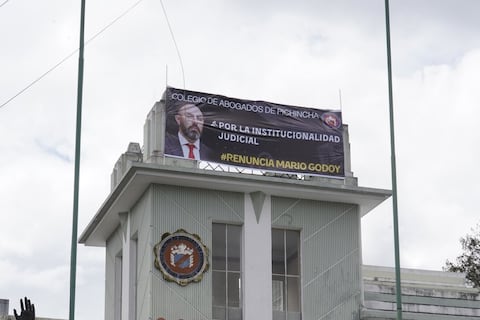 COLEGIO DE ABOGADOS DE PICHINCHA
POR LA INSTITUCIONALIDAD
JUDICIAL
#RENUNCIA MARIO GODOY